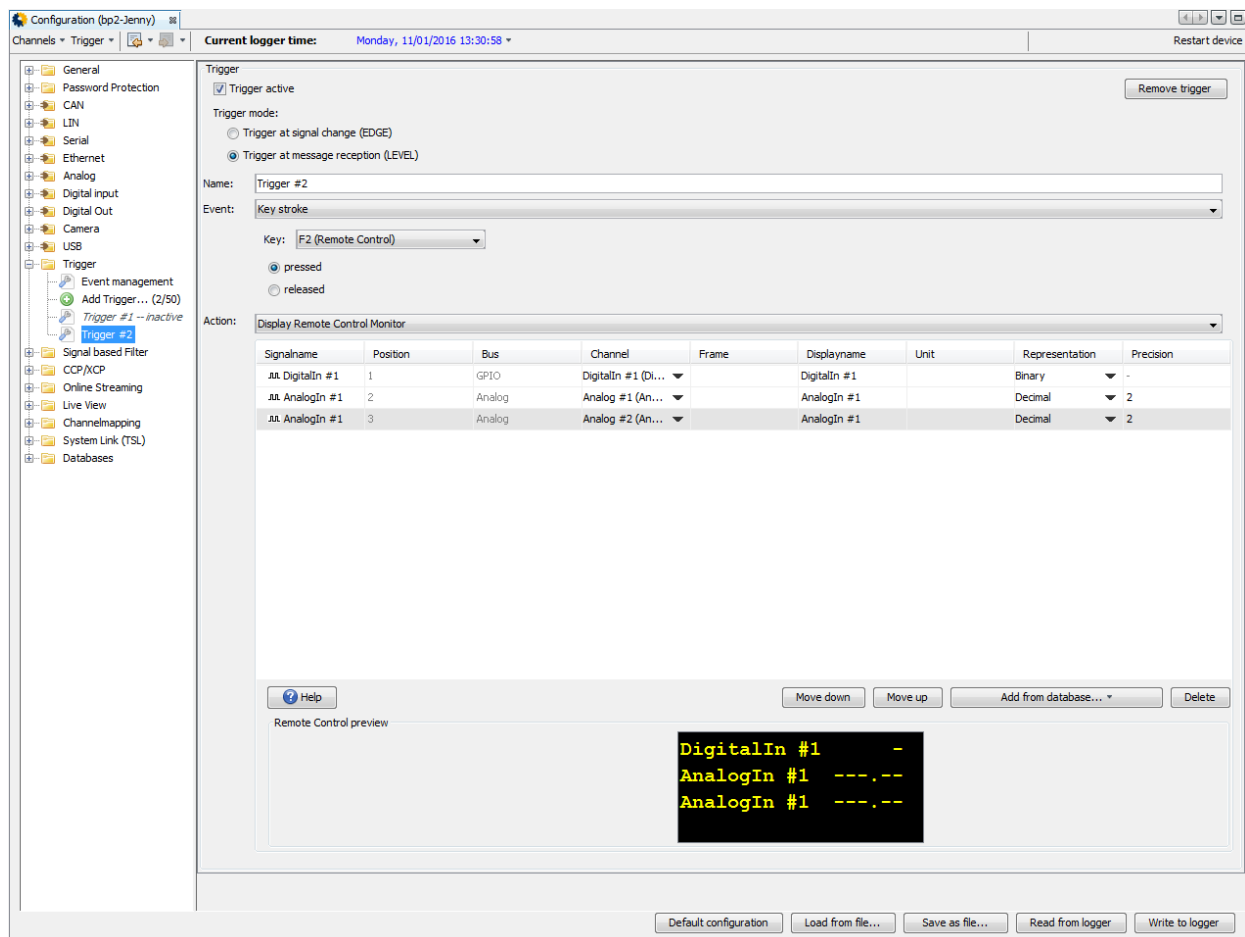 Configuration (bp2-Jenny)
Channels Trigger Current logger time: Monday, 11/01/2016 13:30:58 Restart device
General
Password Protection
CAN
LIN
Serial
Ethernet
Analog
Digital input
Digital Out
Camera
USB
Trigger
Event management
Add Trigger... (2/50)
Trigger #1 -- inactive
Trigger #2
Signal based Filter
CCP/XCP
Online Streaming
Live View
Channelmapping
System Link (TSL)
Databases
Trigger
Trigger active Remove trigger
Trigger mode:
Trigger at signal change (EDGE)
Trigger at message reception (LEVEL)
Name: Trigger #2
Event: Key stroke
Key: F2 (Remote Control)
pressed
released
Action: Display Remote Control Monitor
Signalname Position Bus Channel Frame Displayname Unit Representation Precision
DigitalIn #1 1 GPIO DigitalIn #1 (Di... DigitalIn #1 Binary -
AnalogIn #1 2 Analog Analog #1 (An... AnalogIn #1 Decimal 2
AnalogIn #1 3 Analog Analog #2 (An... AnalogIn #1 Decimal 2
Help Move down Move up Add from database... Delete
Remote Control preview
DigitalIn #1 -
AnalogIn #1 ---.--
AnalogIn #1 ---.--
Default configuration Load from file... Save as file... Read from logger Write to logger